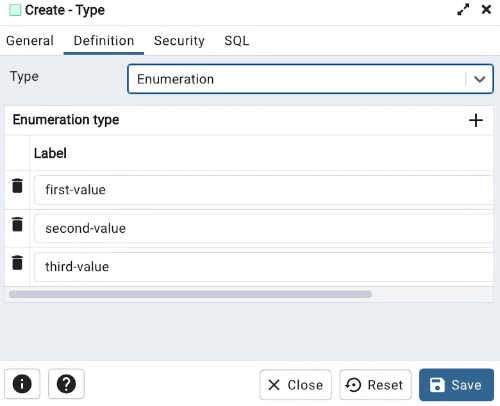 Create - Type
General Definition Security SQL
Type Enumeration
Enumeration type
Label
first-value
second-value
third-value
Close Reset Save